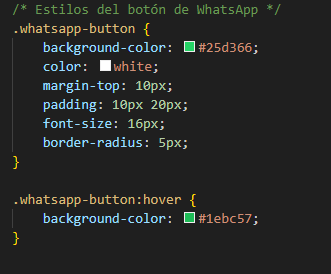 /* Estilos del botón de WhatsApp */
.whatsapp-button {
    background-color: #25d366;
    color: white;
    margin-top: 10px;
    padding: 10px 20px;
    font-size: 16px;
    border-radius: 5px;
}

.whatsapp-button:hover {
    background-color: #1ebc57;
}